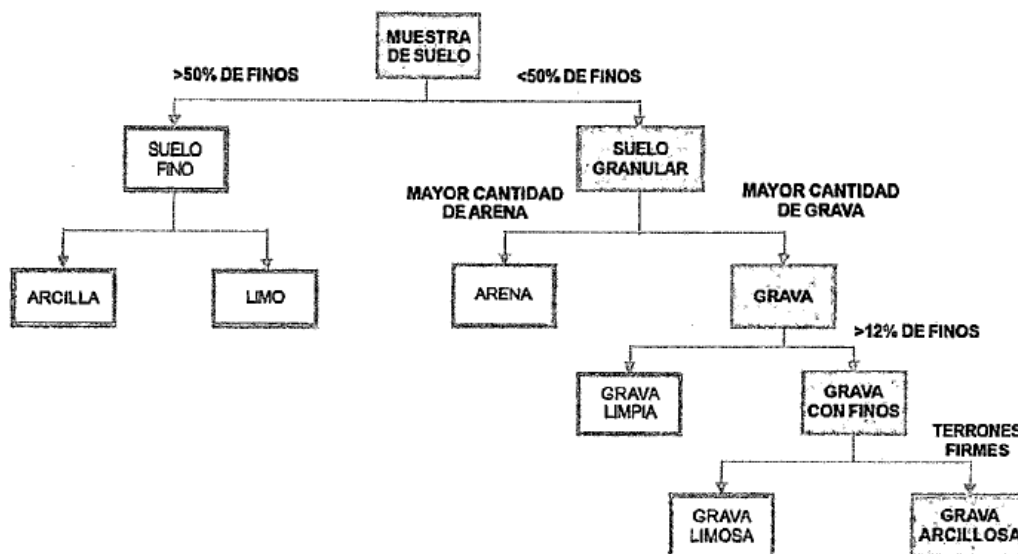 MUESTRA
DE SUELO
>50% DE FINOS
<50% DE FINOS
SUELO
FINO
SUELO
GRANULAR
MAYOR CANTIDAD
DE ARENA
MAYOR CANTIDAD
DE GRAVA
ARCILLA
LIMO
ARENA
GRAVA
>12% DE FINOS
GRAVA
LIMPIA
GRAVA
CON FINOS
TERRONES
FIRMES
GRAVA
LIMOSA
GRAVA
ARCILLOSA